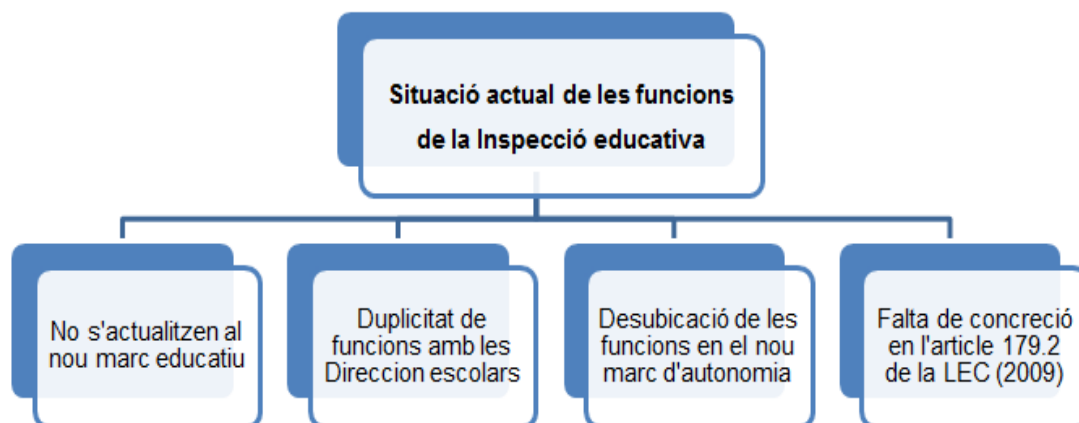 Situació actual de les funcions
de la Inspecció educativa
No s'actualitzen al
nou marc educatiu
Duplicitat de
funcions amb les
Direccion escolars
Desubicació de les
funcions en el nou
marc d'autonomia
Falta de concreció
en l'article 179.2
de la LEC (2009)